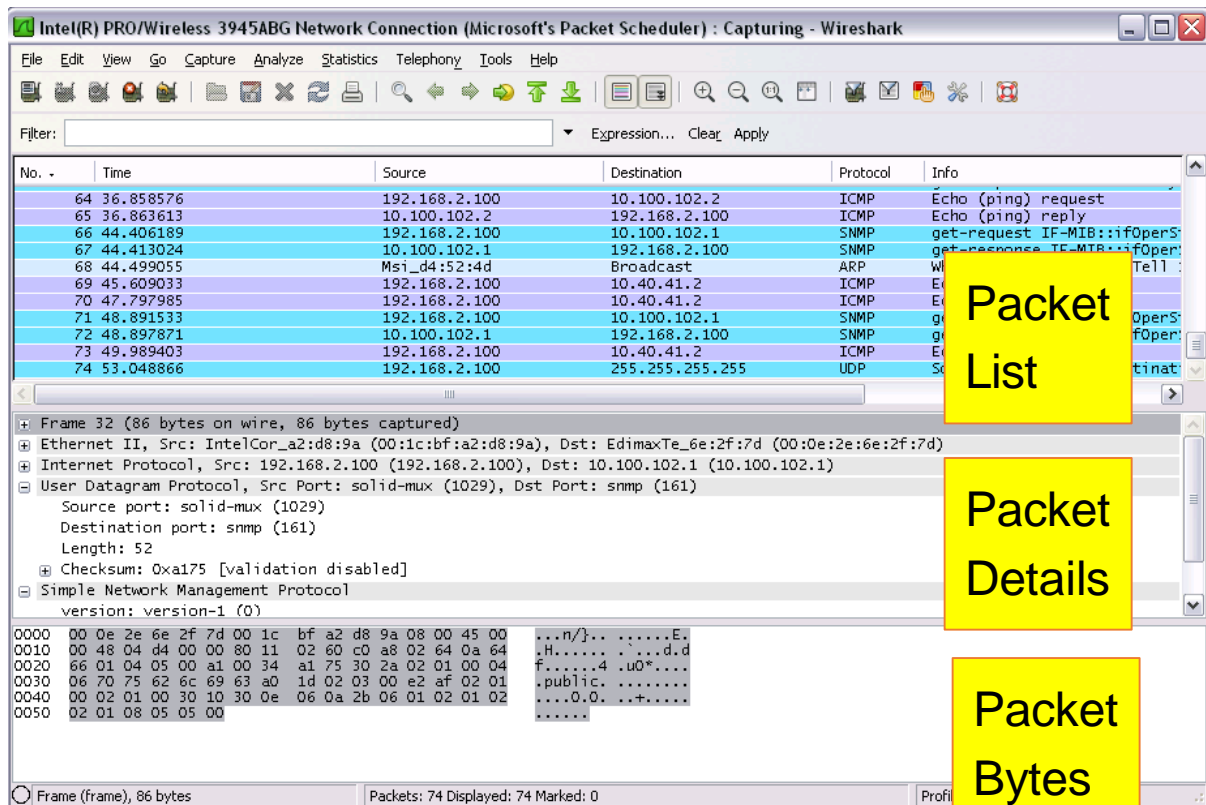 Intel(R) PRO/Wireless 3945ABG Network Connection (Microsoft's Packet Scheduler) : Capturing - Wireshark
File Edit View Go Capture Analyze Statistics Telephony Tools Help
Filter: Expression... Clear Apply
No. - Time Source Destination Protocol Info
64 36.858576 192.168.2.100 10.100.102.2 ICMP Echo (ping) request
65 36.863613 10.100.102.2 192.168.2.100 ICMP Echo (ping) reply
66 44.406189 192.168.2.100 10.100.102.1 SNMP get-request IF-MIB::ifOperS
67 44.413024 10.100.102.1 192.168.2.100 SNMP get-response IF-MIB::ifOper
68 44.499055 Msi_d4:52:4d Broadcast ARP Tell
69 45.609033 192.168.2.100 10.40.41.2 ICMP
70 47.797985 192.168.2.100 10.40.41.2 ICMP
71 48.891533 192.168.2.100 10.100.102.1 SNMP
72 48.897871 10.100.102.1 192.168.2.100 SNMP
73 49.989403 192.168.2.100 10.40.41.2 ICMP
74 53.048866 192.168.2.100 255.255.255.255 UDP
Packet
List
Frame 32 (86 bytes on wire, 86 bytes captured)
Ethernet II, Src: IntelCor_a2:d8:9a (00:1c:bf:a2:d8:9a), Dst: EdimaxTe_6e:2f:7d (00:0e:2e:6e:2f:7d)
Internet Protocol, Src: 192.168.2.100 (192.168.2.100), Dst: 10.100.102.1 (10.100.102.1)
User Datagram Protocol, Src Port: solid-mux (1029), Dst Port: snmp (161)
Source port: solid-mux (1029)
Destination port: snmp (161)
Length: 52
Checksum: 0xa175 [validation disabled]
Simple Network Management Protocol
version: version-1 (0)
Packet
Details
0000 00 0e 2e 6e 2f 7d 00 1c bf a2 d8 9a 08 00 45 00 ...n/}.. ......E.
0010 00 48 04 d4 00 00 80 11 02 60 c0 a8 02 64 0a 64 .H...... .`...d.d
0020 66 01 04 05 00 a1 00 34 a1 75 30 2a 02 01 00 04 f......4 .u0*....
0030 06 70 75 62 6c 69 63 a0 1d 02 03 00 e2 af 02 01 .public. ........
0040 00 02 01 00 30 10 30 0e 06 0a 2b 06 01 02 01 02 ....0.0. ..+.....
0050 02 01 08 05 05 00 ......
Packet
Bytes
Frame (frame), 86 bytes Packets: 74 Displayed: 74 Marked: 0